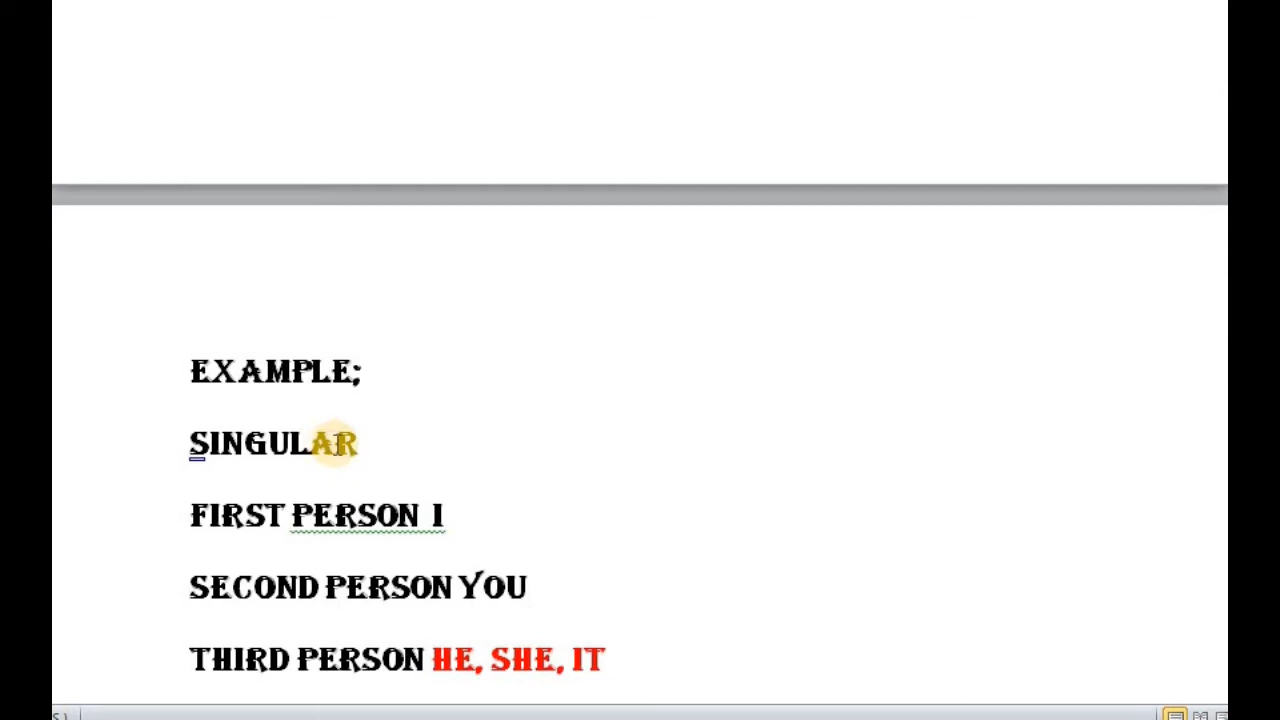 EXAMPLE;
SINGULAR
FIRST PERSON I
SECOND PERSON YOU
THIRD PERSON HE, SHE, IT